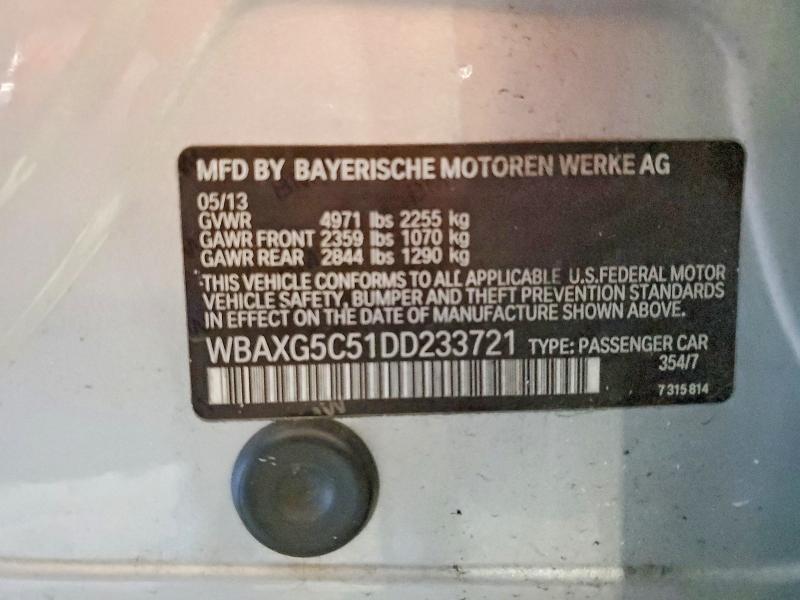 MFD BY BAYERISCHE MOTOREN WERKE AG
05/13
GVWR 4971 lbs 2255 kg
GAWR FRONT 2359 lbs 1070 kg
GAWR REAR 2844 lbs 1290 kg
THIS VEHICLE CONFORMS TO ALL APPLICABLE U.S.FEDERAL MOTOR
VEHICLE SAFETY, BUMPER AND THEFT PREVENTION STANDARDS
IN EFFECT ON THE DATE OF MANUFACTURE SHOWN ABOVE.
WBAXG5C51DD233721 TYPE: PASSENGER CAR
354/7
7 315 814